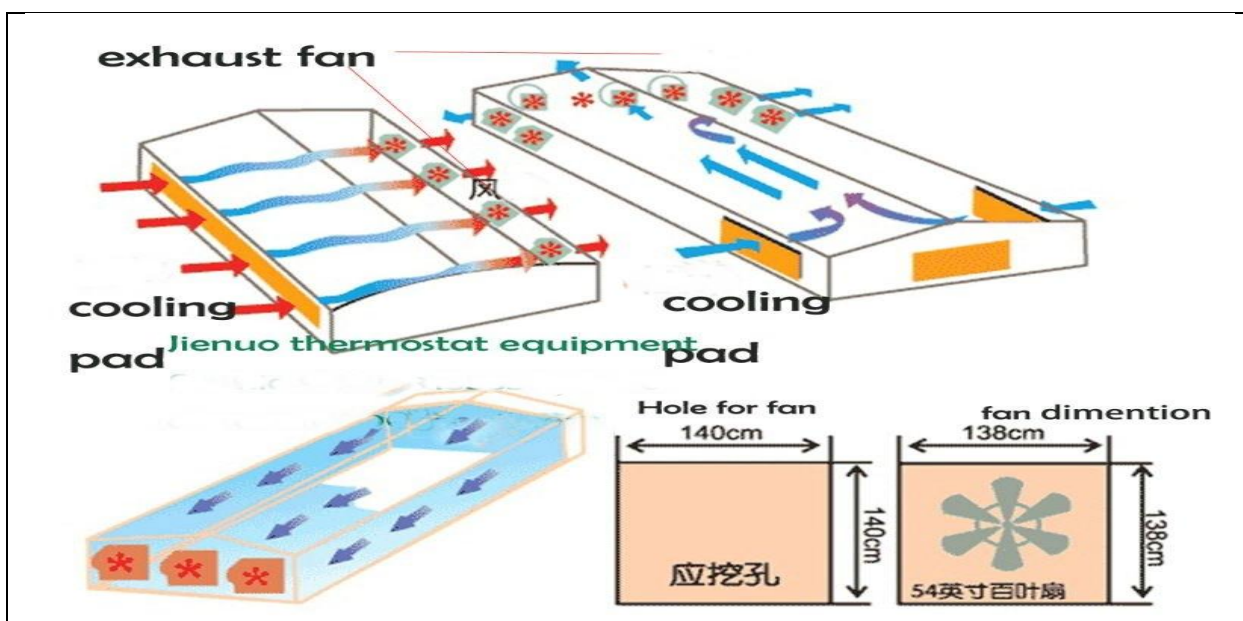 exhaust fan
风
cooling
pad
cooling
pad
Jienuo thermostat equipment
Hole for fan
140cm
140cm
应挖孔
fan dimention
138cm
138cm
54英寸百叶扇